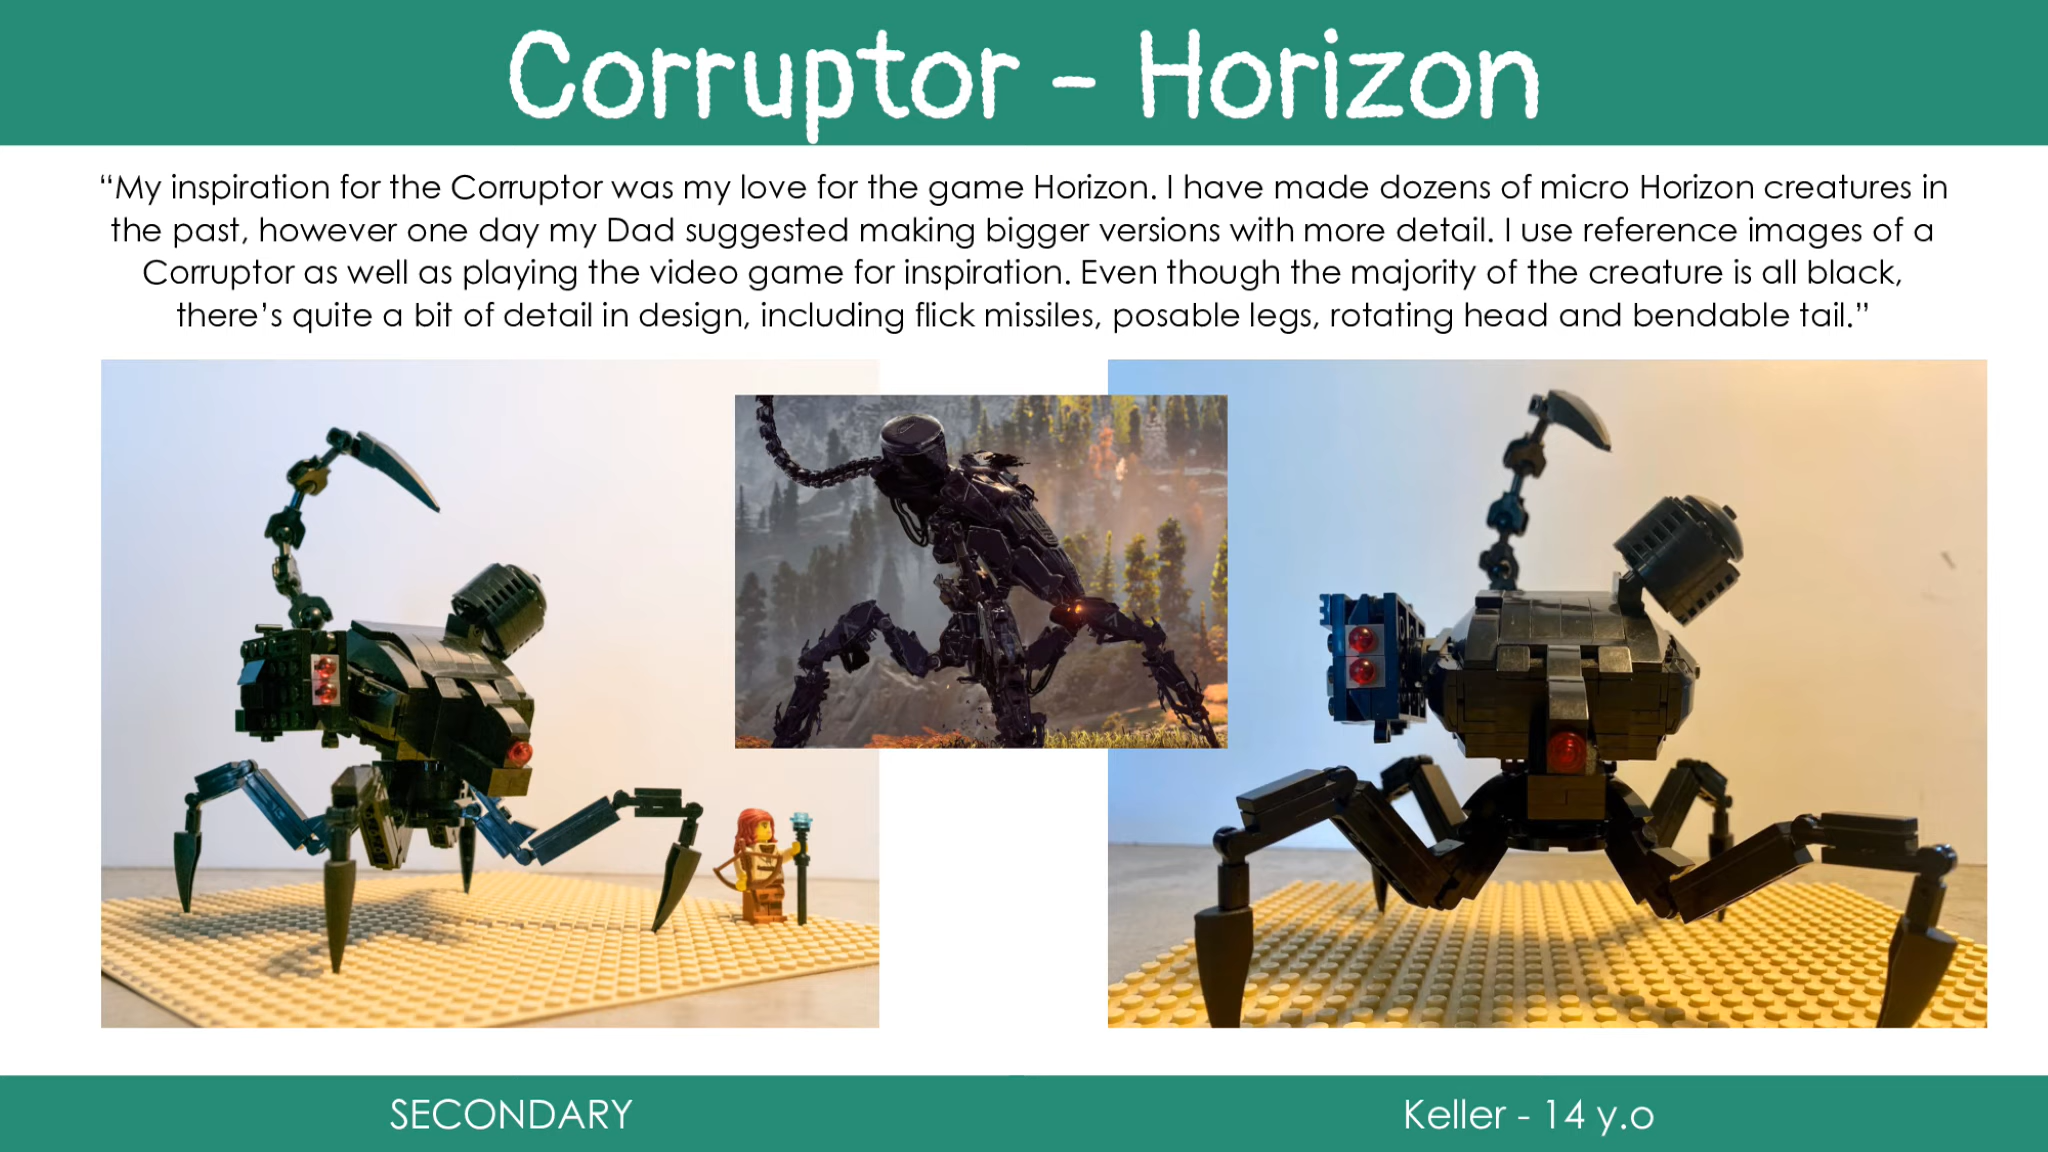 Corruptor - Horizon
“My inspiration for the Corruptor was my love for the game Horizon. I have made dozens of micro Horizon creatures in
the past, however one day my Dad suggested making bigger versions with more detail. I use reference images of a
Corruptor as well as playing the video game for inspiration. Even though the majority of the creature is all black,
there’s quite a bit of detail in design, including flick missiles, posable legs, rotating head and bendable tail.”
SECONDARY
Keller - 14 y.o